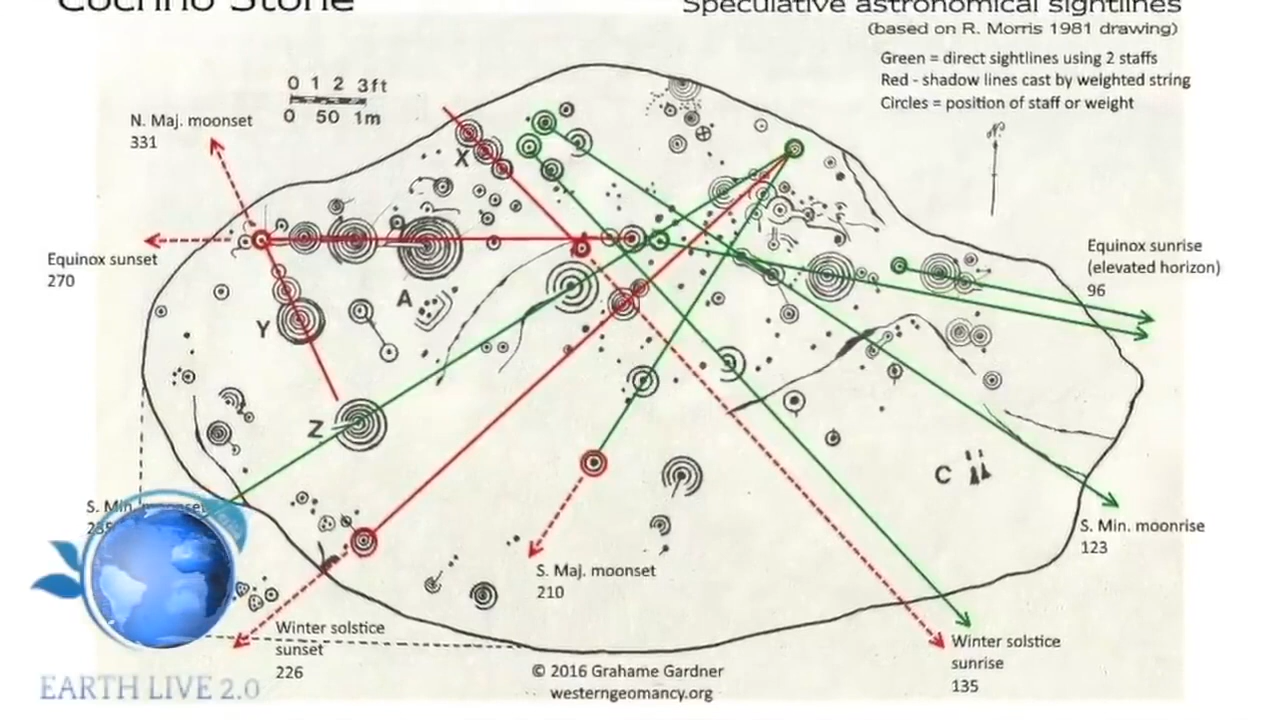 Cochno Stone
Speculative astronomical sightlines
(based on R. Morris 1981 drawing)
Green = direct sightlines using 2 staffs
Red - shadow lines cast by weighted string
Circles = position of staff or weight
0 1 2 3ft
0 50 1m
N. Maj. moonset
331
N.
X
Equinox sunset
270
Equinox sunrise
(elevated horizon)
96
A
Y
Z
C
S. Min. moonset
235
S. Min. moonrise
123
S. Maj. moonset
210
Winter solstice
sunset
226
Winter solstice
sunrise
135
© 2016 Grahame Gardner
westerngeomancy.org
EARTH LIVE 2.0